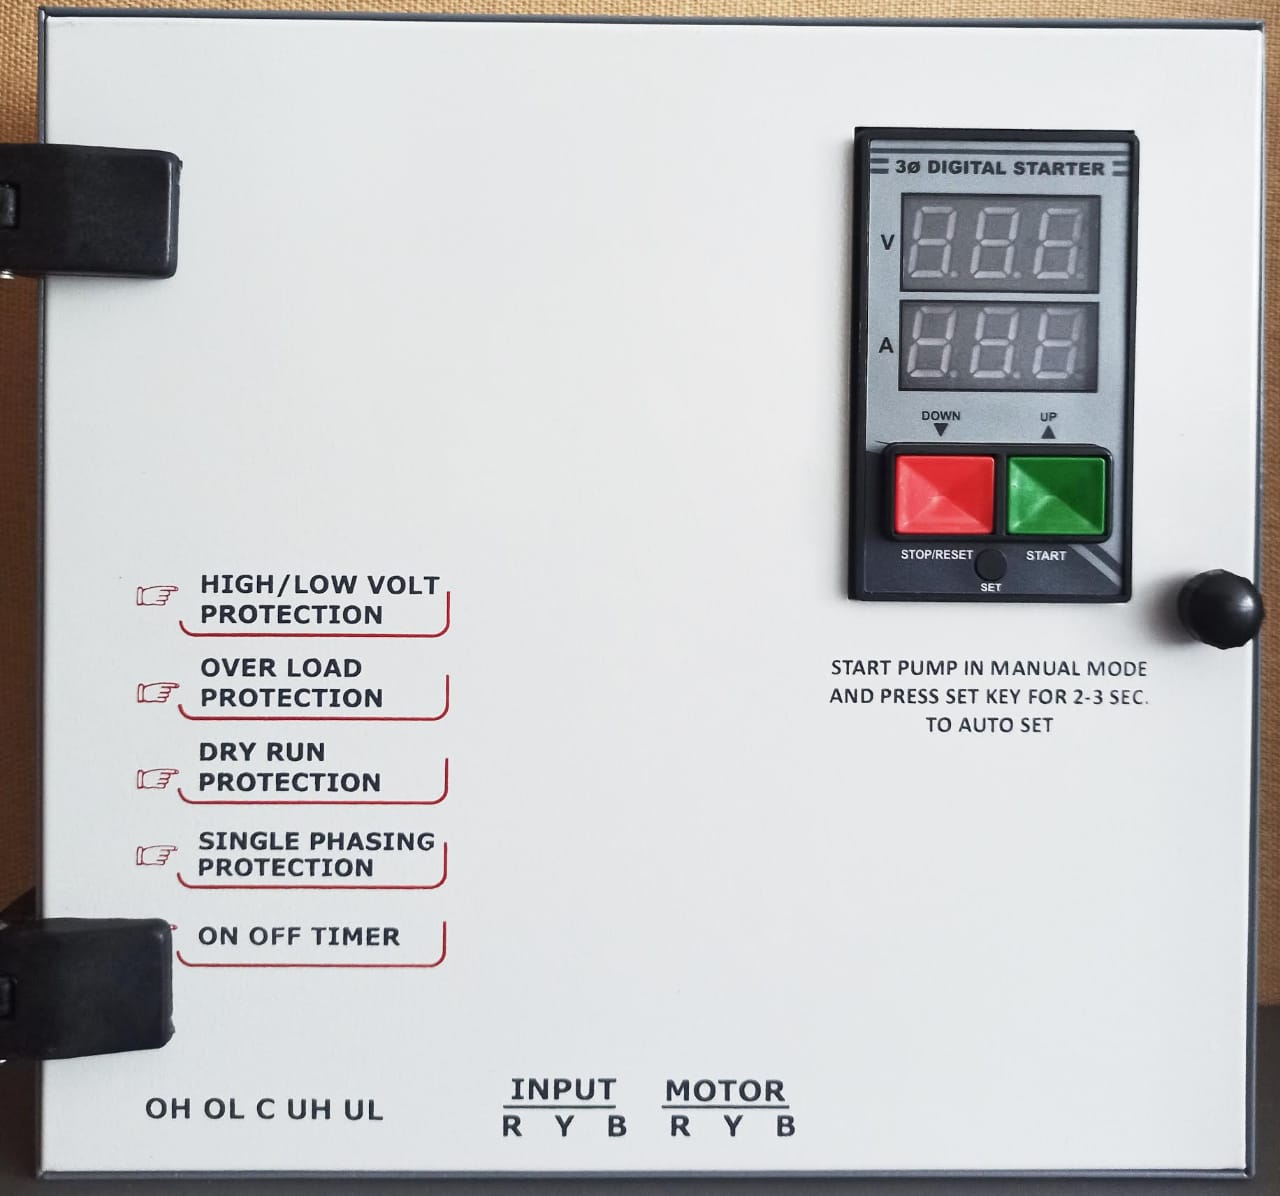 3ø DIGITAL STARTER
V
A
DOWN
UP
STOP/RESET
START
SET
START PUMP IN MANUAL MODE
AND PRESS SET KEY FOR 2-3 SEC.
TO AUTO SET
HIGH/LOW VOLT
PROTECTION
OVER LOAD
PROTECTION
DRY RUN
PROTECTION
SINGLE PHASING
PROTECTION
ON OFF TIMER
OH OL C UH UL
INPUT
R Y B
MOTOR
R Y B